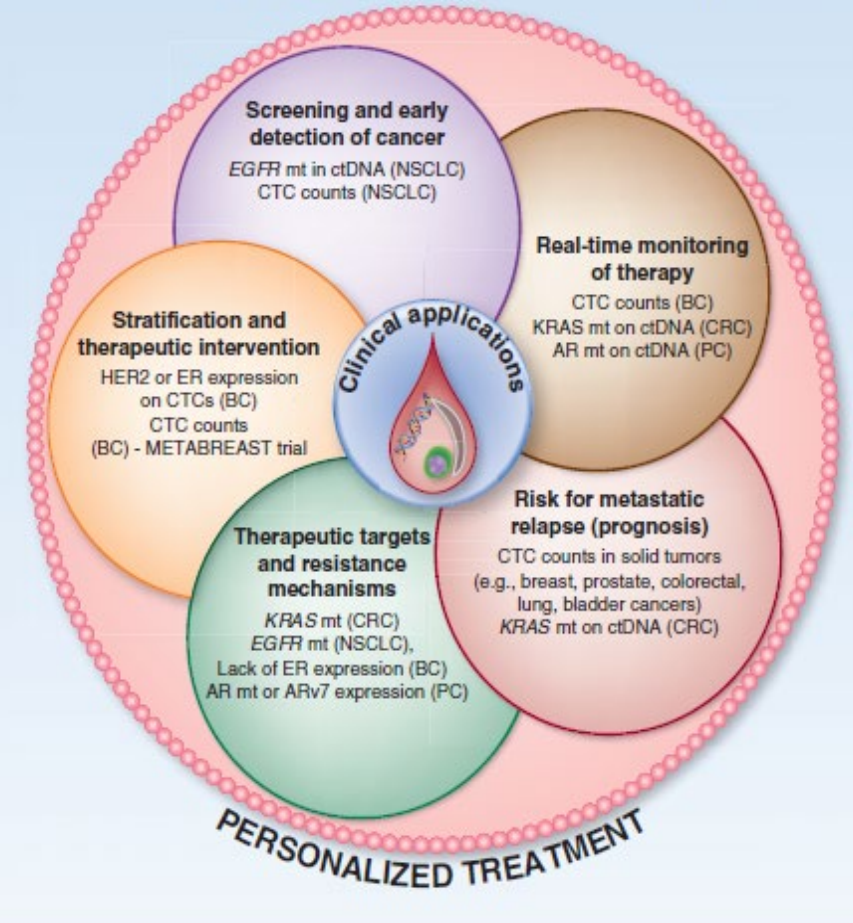 Screening and early
detection of cancer
EGFR mt in ctDNA (NSCLC)
CTC counts (NSCLC)
Real-time monitoring
of therapy
CTC counts (BC)
KRAS mt on ctDNA (CRC)
AR mt on ctDNA (PC)
Stratification and
therapeutic intervention
HER2 or ER expression
on CTCs (BC)
CTC counts
(BC) - METABREAST trial
Clinical applications
Risk for metastatic
relapse (prognosis)
CTC counts in solid tumors
(e.g., breast, prostate, colorectal,
lung, bladder cancers)
KRAS mt on ctDNA (CRC)
Therapeutic targets
and resistance
mechanisms
KRAS mt (CRC)
EGFR mt (NSCLC),
Lack of ER expression (BC)
AR mt or ARv7 expression (PC)
PERSONALIZED TREATMENT